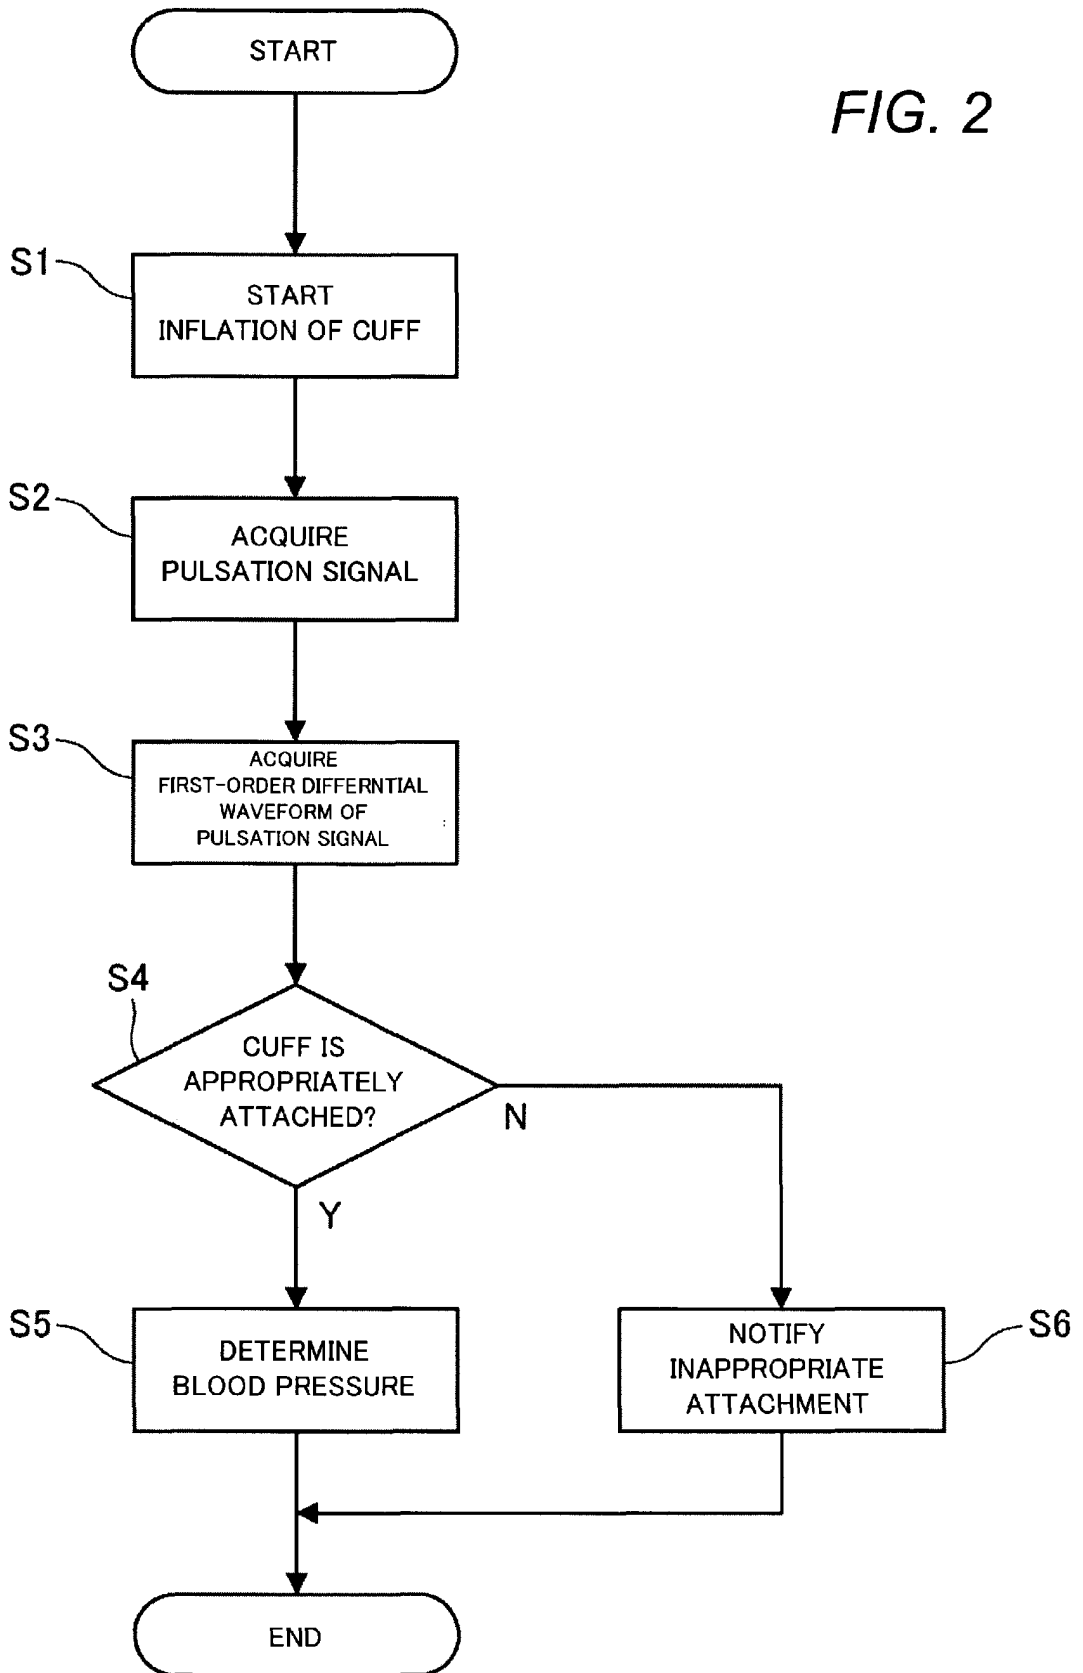 START
FIG. 2
S1
START
INFLATION OF CUFF
S2
ACQUIRE
PULSATION SIGNAL
S3
ACQUIRE
FIRST-ORDER DIFFERNTIAL
WAVEFORM OF
PULSATION SIGNAL
S4
CUFF IS
APPROPRIATELY
ATTACHED?
N
Y
S5
DETERMINE
BLOOD PRESSURE
NOTIFY
INAPPROPRIATE
ATTACHMENT
S6
END